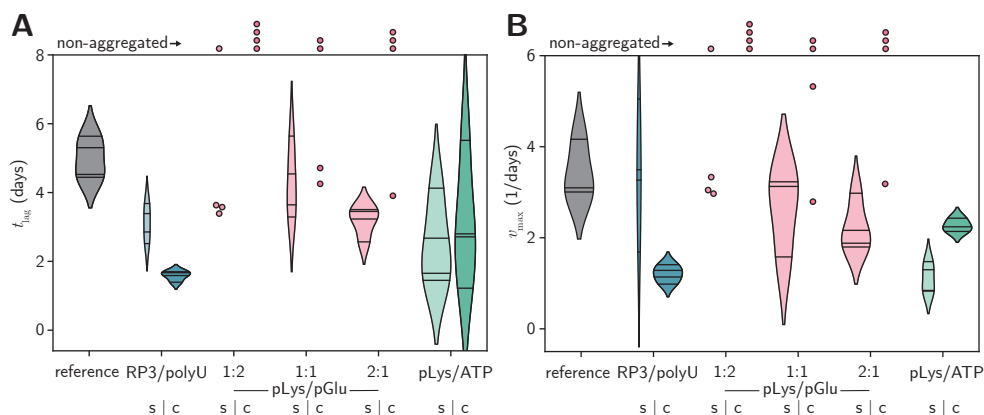 A
non-aggregated→
8
6
4
2
0
t_lag (days)
reference RP3/polyU 1:2 1:1 2:1 pLys/ATP
pLys/pGlu
s | c s | c s | c s | c s | c
B
non-aggregated→
6
4
2
0
v_max (1/days)
reference RP3/polyU 1:2 1:1 2:1 pLys/ATP
pLys/pGlu
s | c s | c s | c s | c s | c